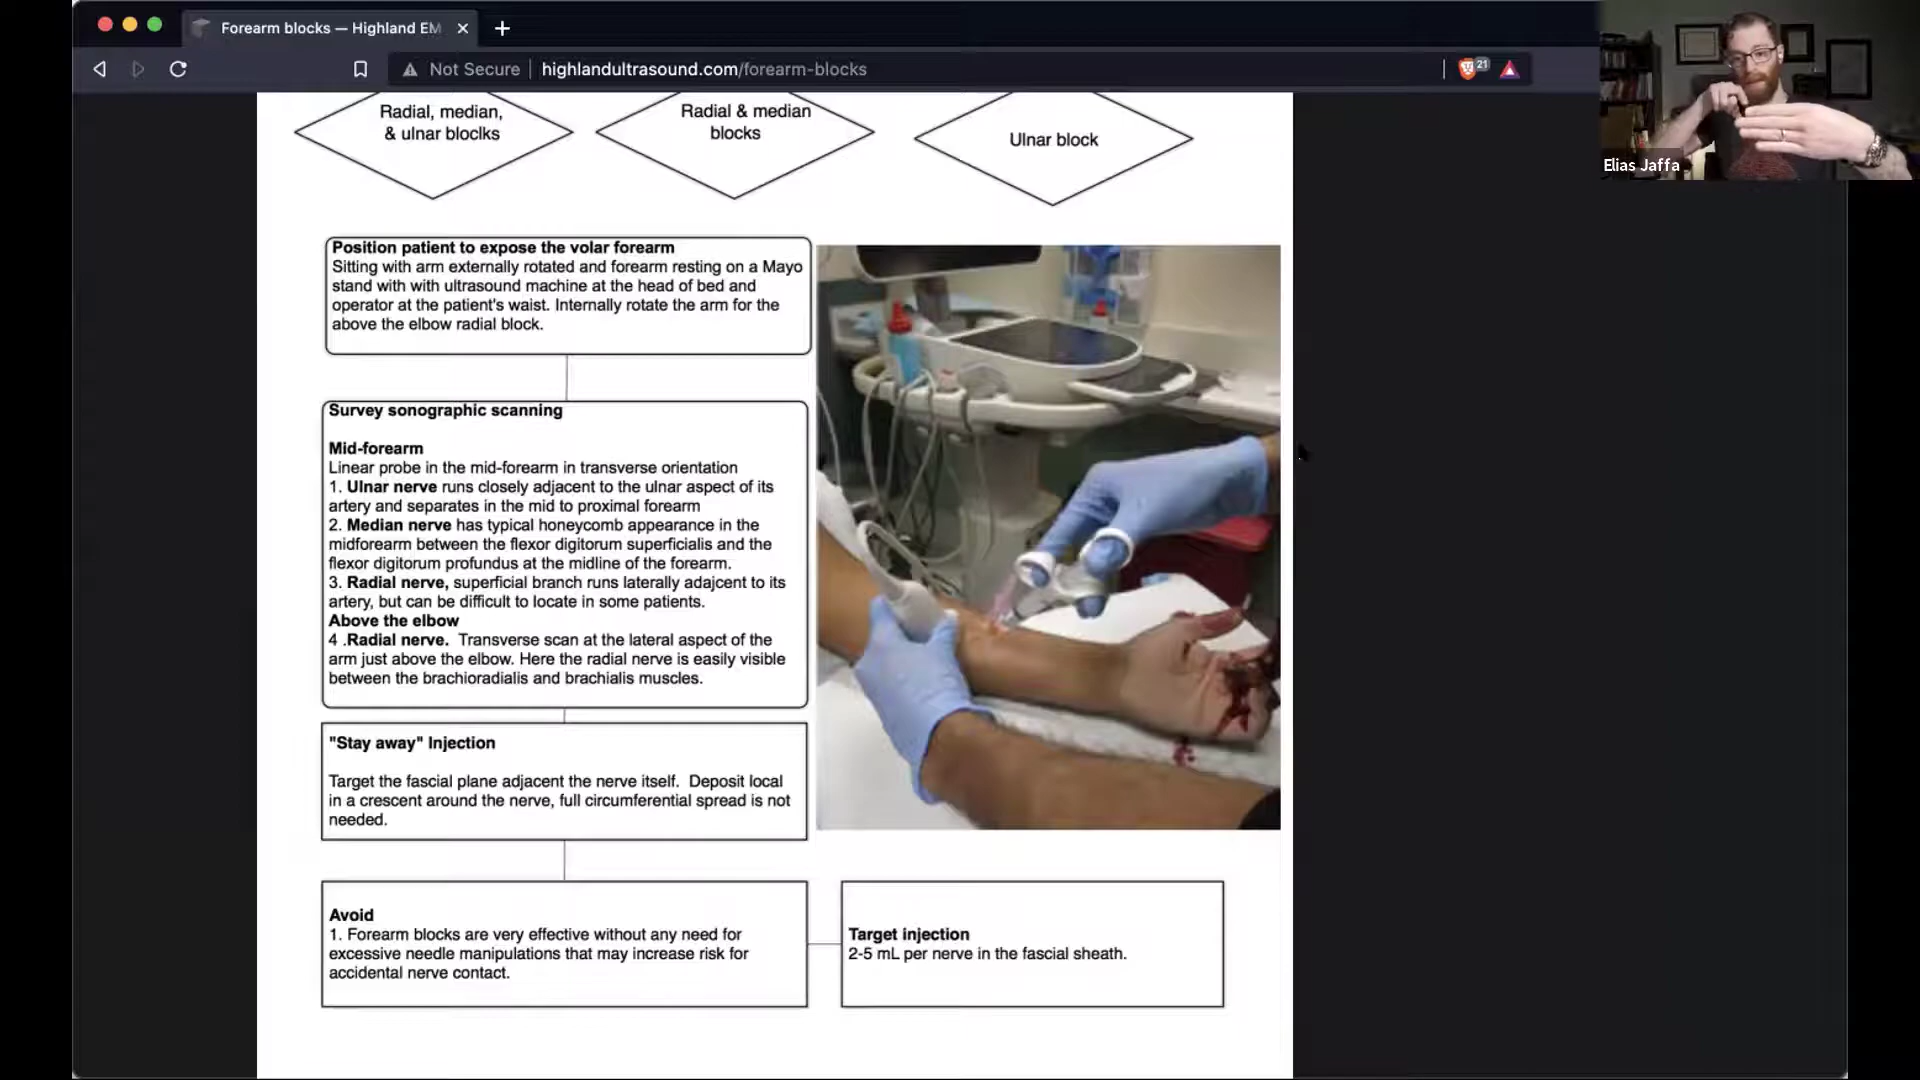 Forearm blocks — Highland EM
Not Secure
highlandultrasound.com/forearm-blocks
21
Elias Jaffa
Radial, median,
& ulnar bloclks
Radial & median
blocks
Ulnar block
Position patient to expose the volar forearm
Sitting with arm externally rotated and forearm resting on a Mayo
stand with with ultrasound machine at the head of bed and
operator at the patient's waist. Internally rotate the arm for the
above the elbow radial block.
Survey sonographic scanning
Mid-forearm
Linear probe in the mid-forearm in transverse orientation
1. Ulnar nerve runs closely adjacent to the ulnar aspect of its
artery and separates in the mid to proximal forearm
2. Median nerve has typical honeycomb appearance in the
midforearm between the flexor digitorum superficialis and the
flexor digitorum profundus at the midline of the forearm.
3. Radial nerve, superficial branch runs laterally adajcent to its
artery, but can be difficult to locate in some patients.
Above the elbow
4 .Radial nerve. Transverse scan at the lateral aspect of the
arm just above the elbow. Here the radial nerve is easily visible
between the brachioradialis and brachialis muscles.
"Stay away" Injection
Target the fascial plane adjacent the nerve itself. Deposit local
in a crescent around the nerve, full circumferential spread is not
needed.
Avoid
1. Forearm blocks are very effective without any need for
excessive needle manipulations that may increase risk for
accidental nerve contact.
Target injection
2-5 mL per nerve in the fascial sheath.